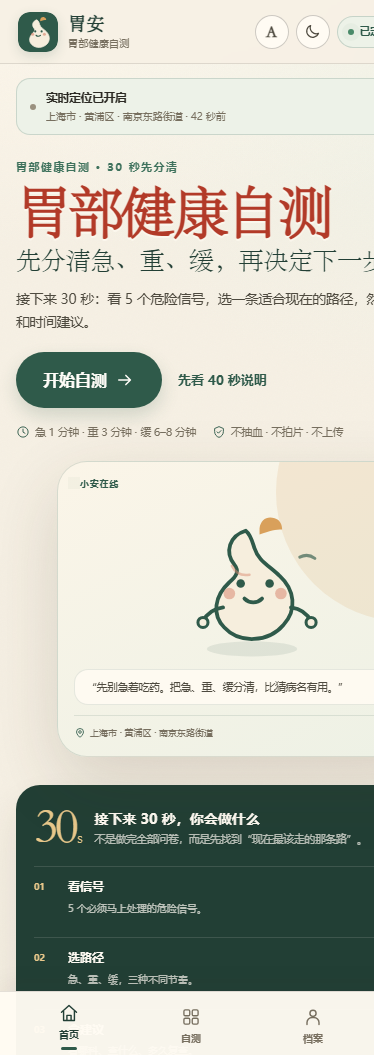 胃安
胃部健康自测
A
实时定位已开启
上海市 · 黄浦区 · 南京东路街道 · 42 秒前
胃部健康自测 • 30 秒先分清
胃部健康自测
先分清急、重、缓，再决定下一步
接下来 30 秒：看 5 个危险信号，选一条适合现在的路径，
和时间建议。
开始自测 →
先看 40 秒说明
急 1 分钟 · 重 3 分钟 · 缓 6–8 分钟
不抽血 · 不拍片 · 不上传
小安在线
“先别急着吃药。把急、重、缓分清，比猜病名有用。”
上海市 · 黄浦区 · 南京东路街道
30s
接下来 30 秒，你会做什么
不是做完全部问卷，而是先找到“现在最该走的那条路”。
01
看信号
5 个必须马上处理的危险信号。
02
选路径
急、重、缓，三种不同节奏。
首页
自测
档案